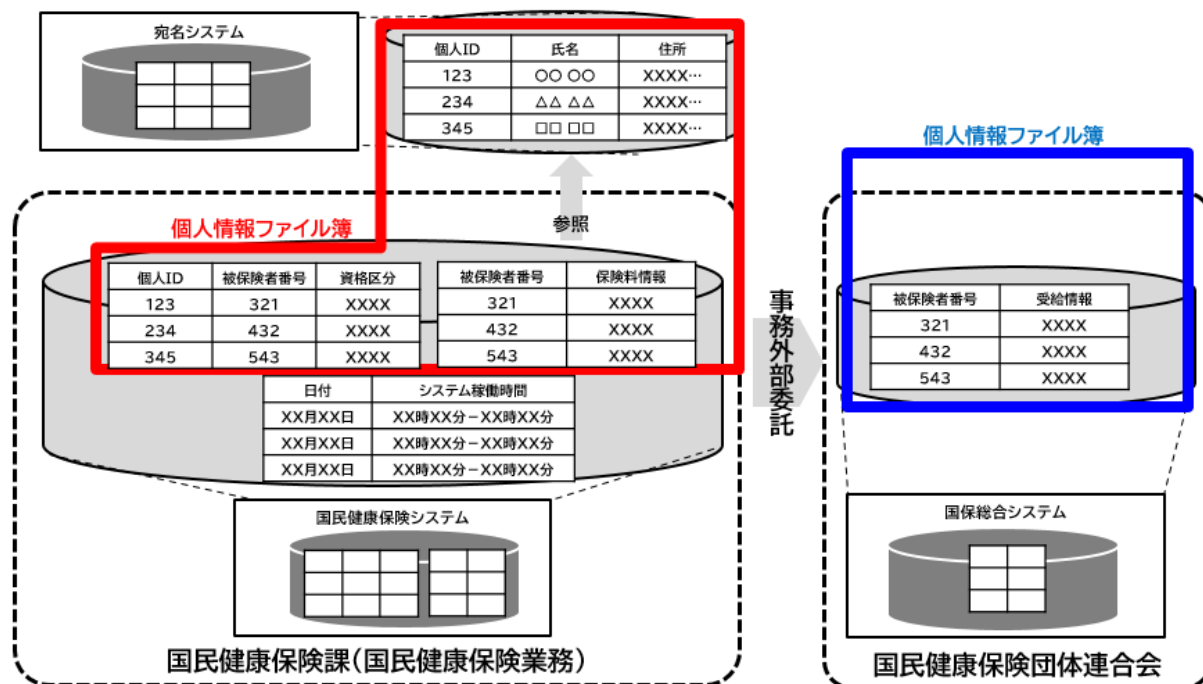 宛名システム
個人ID 氏名 住所
123 ○○ ○○ XXXX…
234 △△ △△ XXXX…
345 □□ □□ XXXX…
個人情報ファイル簿
参照
個人情報ファイル簿
個人ID 被保険者番号 資格区分
123 321 XXXX
234 432 XXXX
345 543 XXXX
被保険者番号 保険料情報
321 XXXX
432 XXXX
543 XXXX
日付 システム稼働時間
XX月XX日 XX時XX分－XX時XX分
XX月XX日 XX時XX分－XX時XX分
XX月XX日 XX時XX分－XX時XX分
事務外部委託
被保険者番号 受給情報
321 XXXX
432 XXXX
543 XXXX
国民健康保険システム
国保総合システム
国民健康保険課(国民健康保険業務)
国民健康保険団体連合会